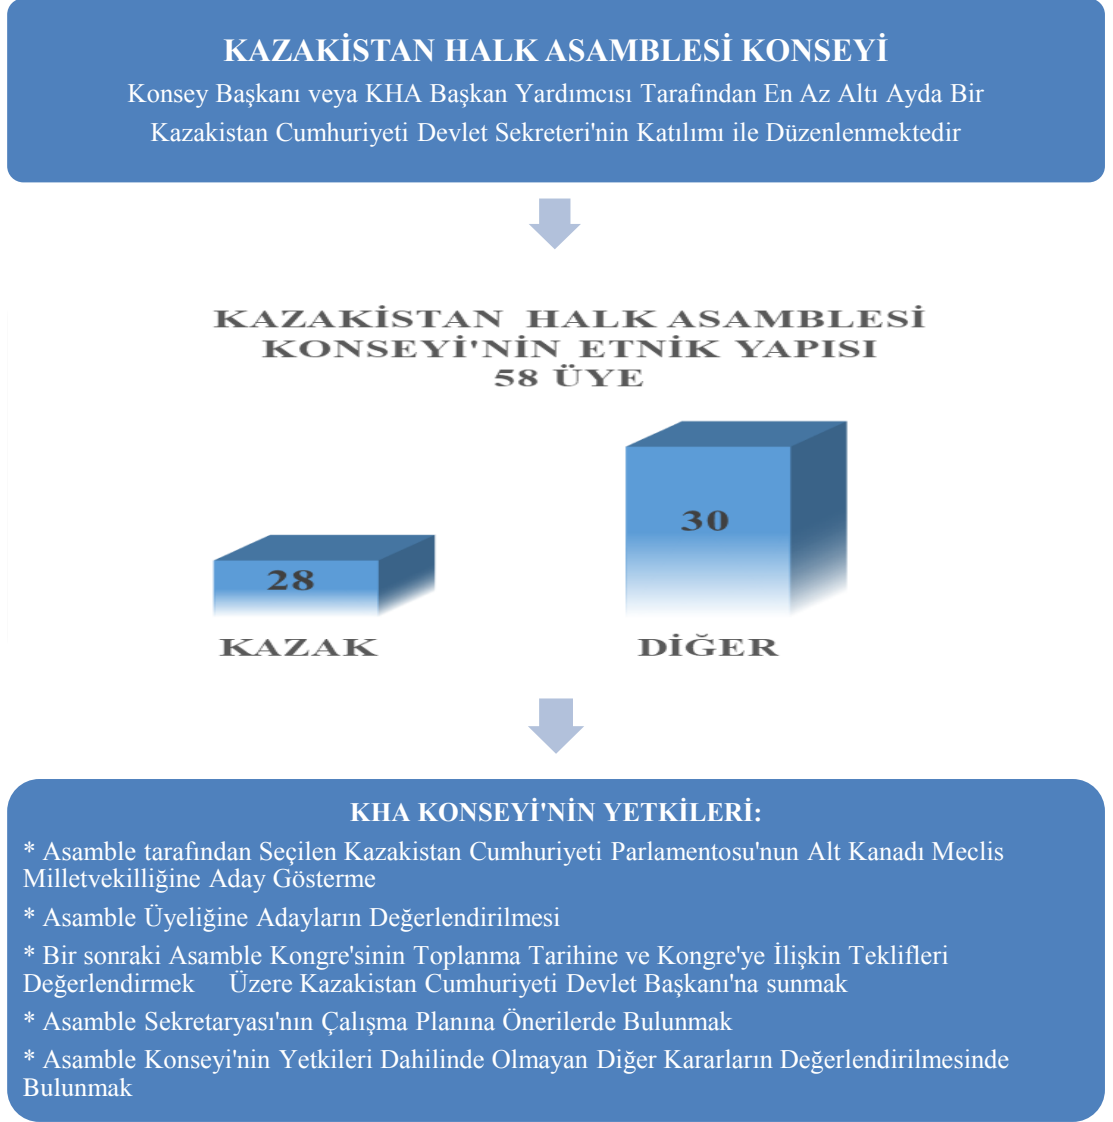 KAZAKİSTAN HALK ASAMBLESİ KONSEYİ
Konsey Başkanı veya KHA Başkan Yardımcısı Tarafından En Az Altı Ayda Bir
Kazakistan Cumhuriyeti Devlet Sekreteri'nin Katılımı ile Düzenlenmektedir
KAZAKİSTAN HALK ASAMBLESİ
KONSEYİ'NİN ETNİK YAPISI
58 ÜYE
28
30
KAZAK
DİĞER
KHA KONSEYİ'NİN YETKİLERİ:
* Asamble tarafından Seçilen Kazakistan Cumhuriyeti Parlamentosu'nun Alt Kanadı Meclis
Milletvekilliğine Aday Gösterme
* Asamble Üyeliğine Adayların Değerlendirilmesi
* Bir sonraki Asamble Kongre'sinin Toplanma Tarihine ve Kongre'ye İlişkin Teklifleri
Değerlendirmek Üzere Kazakistan Cumhuriyeti Devlet Başkanı'na sunmak
* Asamble Sekretaryası'nın Çalışma Planına Önerilerde Bulunmak
* Asamble Konseyi'nin Yetkileri Dahilinde Olmayan Diğer Kararların Değerlendirilmesinde
Bulunmak